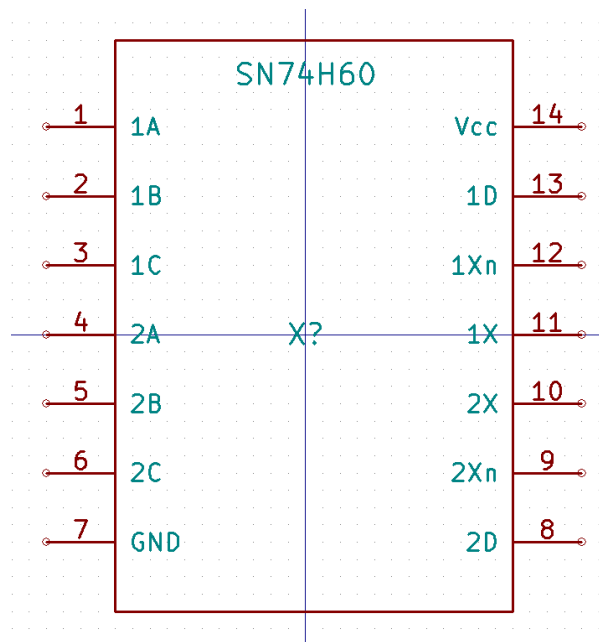 SN74H60
1 1A Vcc 14
2 1B 1D 13
3 1C 1Xn 12
4 2A X? 1X 11
5 2B 2X 10
6 2C 2Xn 9
7 GND 2D 8